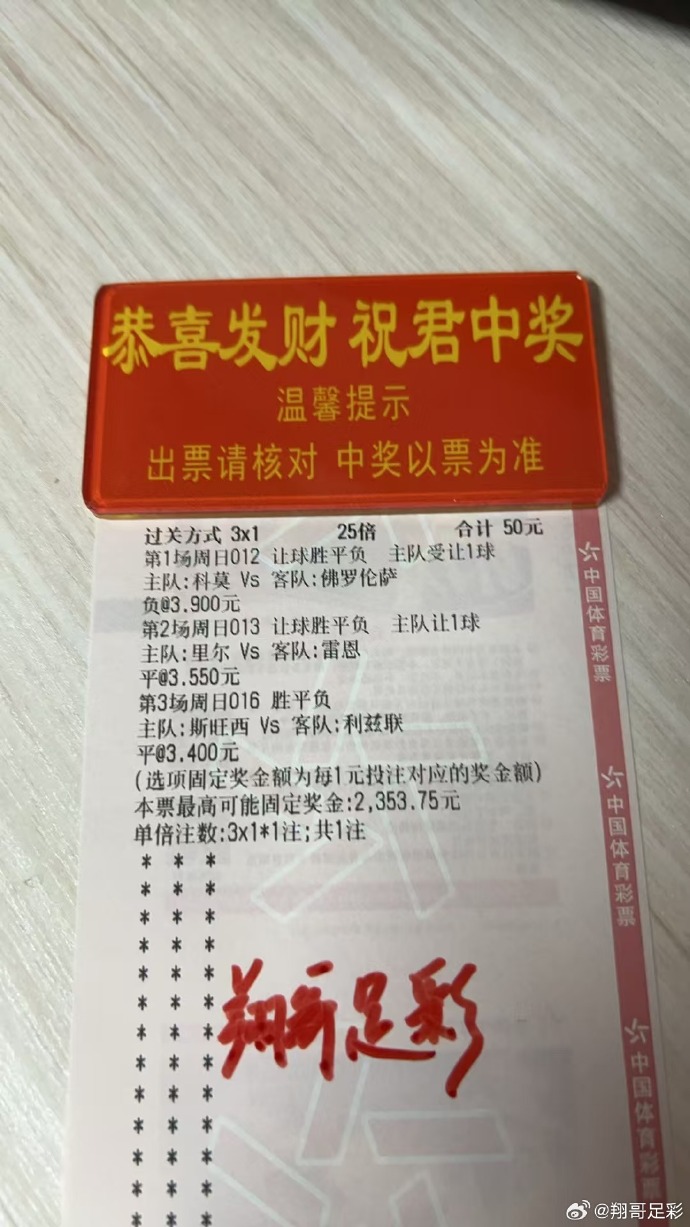 恭喜发财 祝君中奖
温馨提示
出票请核对 中奖以票为准
过关方式 3x1 25倍 合计 50元
第1场周日012 让球胜平负 主队受让1球
主队:科莫 Vs 客队:佛罗伦萨
负@3.900元
第2场周日013 让球胜平负 主队让1球
主队:里尔 Vs 客队:雷恩
平@3.550元
第3场周日016 胜平负
主队:斯旺西 Vs 客队:利兹联
平@3.400元
(选项固定奖金额为每1元投注对应的奖金额)
本票最高可能固定奖金:2,353.75元
单倍注数:3x1*1注;共1注
* * *
* * *
* * *
* * *
* * *
* * *
* * *
* * *
* * *
* * *
* * *
* * *
* * *
翔哥足彩
中国体育彩票
中国体育彩票
中国体育彩票
@翔哥足彩